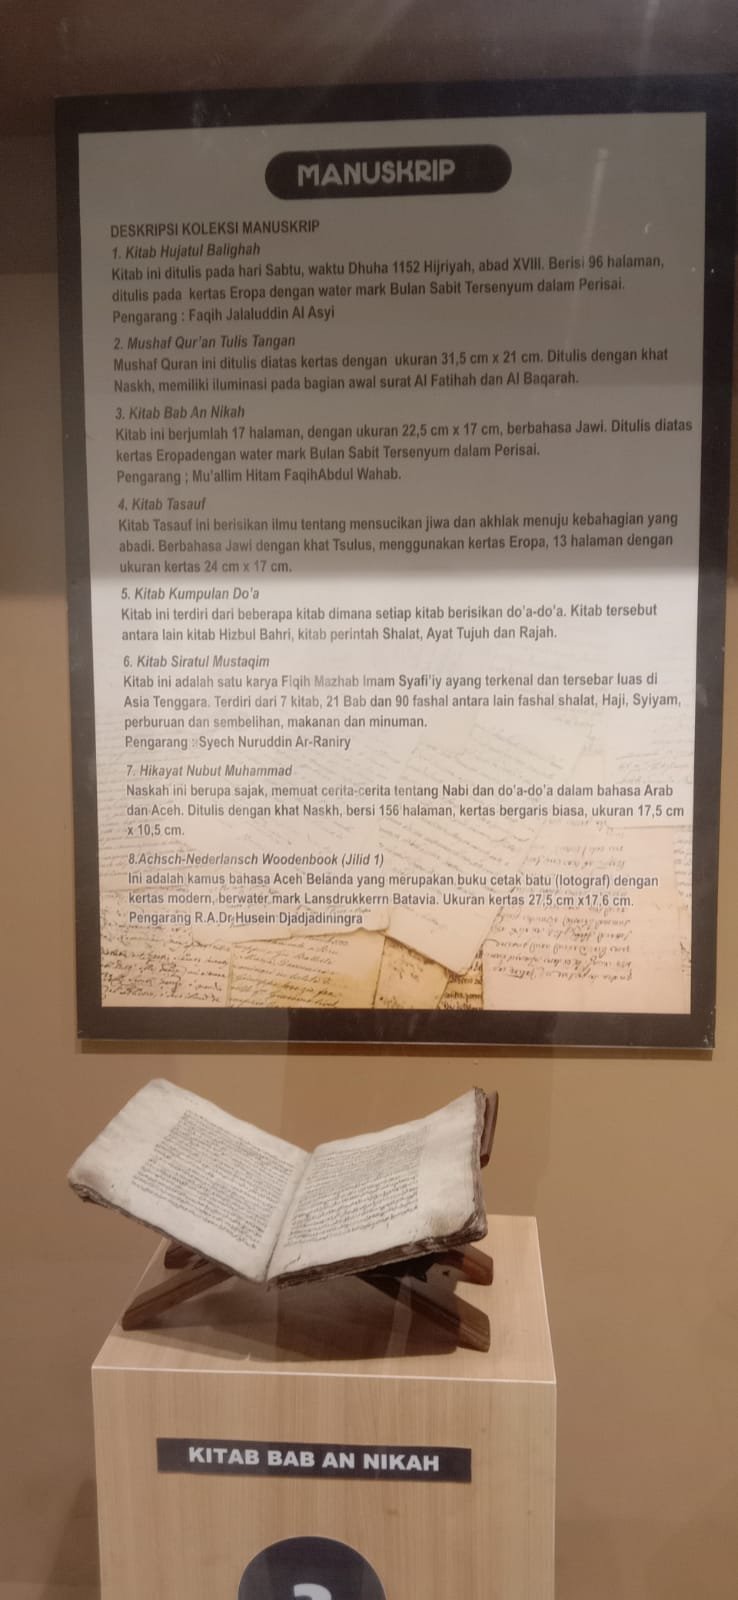 MANUSKRIP
DESKRIPSI KOLEKSI MANUSKRIP
1. Kitab Hujatul Balighah
Kitab ini ditulis pada hari Sabtu, waktu Dhuha 1152 Hijriyah, abad XVIII. Berisi 96 halaman,
ditulis pada kertas Eropa dengan water mark Bulan Sabit Tersenyum dalam Perisai.
Pengarang : Faqih Jalaluddin Al Asyi
2. Mushaf Qur'an Tulis Tangan
Mushaf Quran ini ditulis diatas kertas dengan ukuran 31,5 cm x 21 cm. Ditulis dengan khat
Naskh, memiliki iluminasi pada bagian awal surat Al Fatihah dan Al Baqarah.
3. Kitab Bab An Nikah
Kitab ini berjumlah 17 halaman, dengan ukuran 22,5 cm x 17 cm, berbahasa Jawi. Ditulis diatas
kertas Eropadengan water mark Bulan Sabit Tersenyum dalam Perisai.
Pengarang ; Mu'allim Hitam FaqihAbdul Wahab.
4. Kitab Tasauf
Kitab Tasauf ini berisikan ilmu tentang mensucikan jiwa dan akhlak menuju kebahagian yang
abadi. Berbahasa Jawi dengan khat Tsulus, menggunakan kertas Eropa, 13 halaman dengan
ukuran kertas 24 cm x 17 cm.
5. Kitab Kumpulan Do'a
Kitab ini terdiri dari beberapa kitab dimana setiap kitab berisikan do'a-do'a. Kitab tersebut
antara lain kitab Hizbul Bahri, kitab perintah Shalat, Ayat Tujuh dan Rajah.
6. Kitab Siratul Mustaqim
Kitab ini adalah satu karya Fiqih Mazhab Imam Syafi'iy ayang terkenal dan tersebar luas di
Asia Tenggara. Terdiri dari 7 kitab, 21 Bab dan 90 fashal antara lain fashal shalat, Haji, Syiyam,
perburuan dan sembelihan, makanan dan minuman.
Pengarang : Syech Nuruddin Ar-Raniry
7. Hikayat Nubut Muhammad
Naskah ini berupa sajak, memuat cerita-cerita tentang Nabi dan do'a-do'a dalam bahasa Arab
dan Aceh. Ditulis dengan khat Naskh, bersi 156 halaman, kertas bergaris biasa, ukuran 17,5 cm
x 10,5 cm.
8.Achsch-Nederlansch Woodenbook (Jilid 1)
Ini adalah kamus bahasa Aceh Belanda yang merupakan buku cetak batu (lotograf) dengan
kertas modern, berwater mark Lansdrukkerrn Batavia. Ukuran kertas 27,5 cm x17,6 cm.
Pengarang R.A.Dr Husein Djadjadiningra
KITAB BAB AN NIKAH